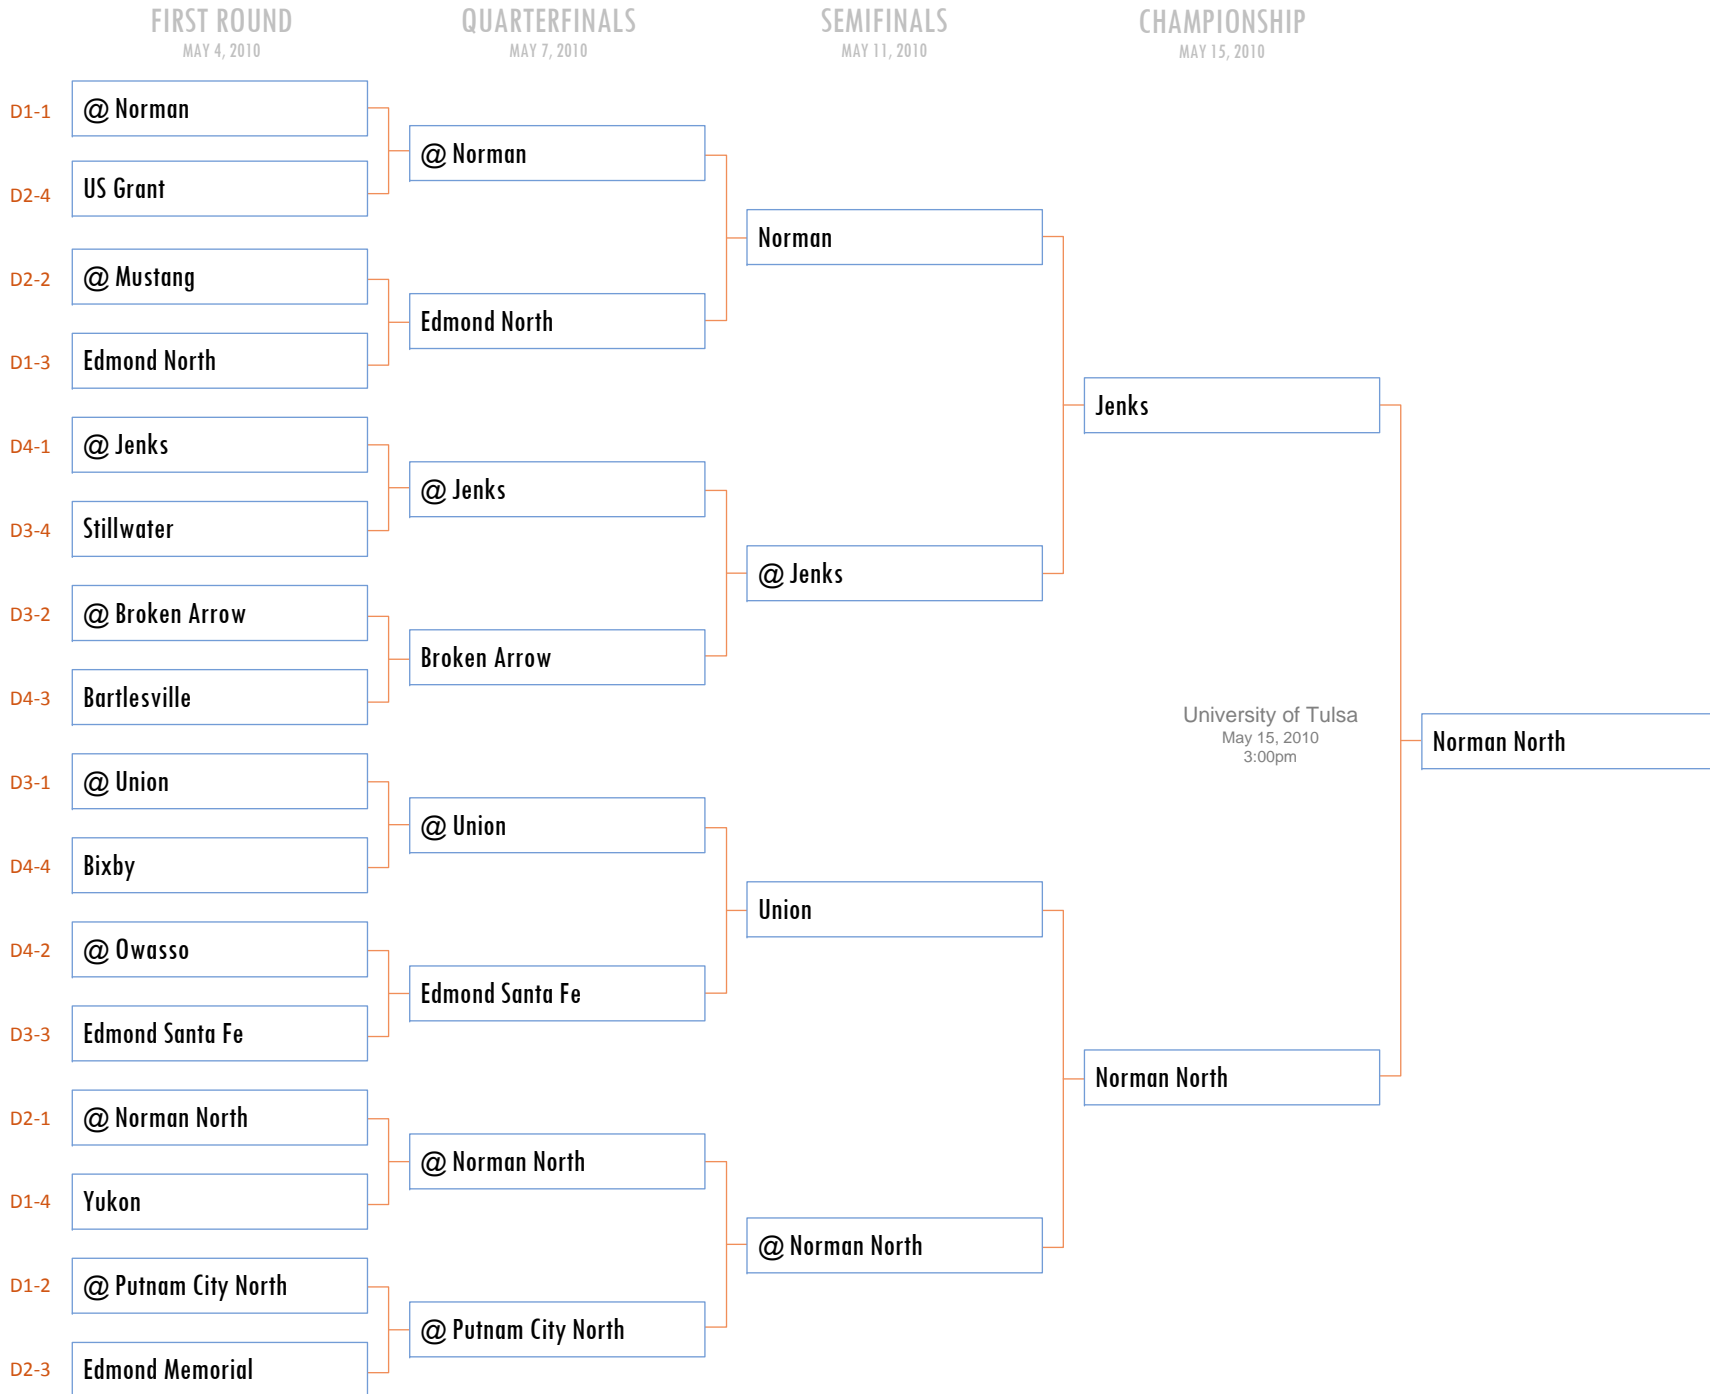 FIRST ROUND
MAY 4, 2010
QUARTERFINALS
MAY 7, 2010
SEMIFINALS
MAY 11, 2010
CHAMPIONSHIP
MAY 15, 2010
D1-1
@ Norman
D2-4
US Grant
D2-2
@ Mustang
D1-3
Edmond North
D4-1
@ Jenks
D3-4
Stillwater
D3-2
@ Broken Arrow
D4-3
Bartlesville
D3-1
@ Union
D4-4
Bixby
D4-2
@ Owasso
D3-3
Edmond Santa Fe
D2-1
@ Norman North
D1-4
Yukon
D1-2
@ Putnam City North
D2-3
Edmond Memorial
@ Norman
Edmond North
@ Jenks
Broken Arrow
@ Union
Edmond Santa Fe
@ Norman North
@ Putnam City North
Norman
@ Jenks
Union
@ Norman North
Jenks
Norman North
University of Tulsa
May 15, 2010
3:00pm
Norman North